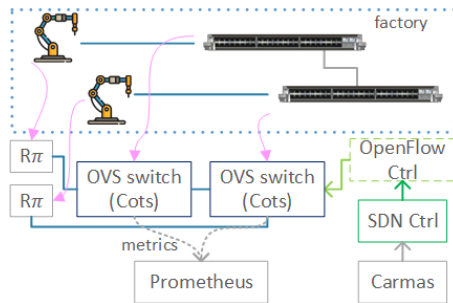 factory
Rπ
Rπ
OVS switch
(Cots)
OVS switch
(Cots)
OpenFlow
Ctrl
SDN Ctrl
metrics
Prometheus
Carmas